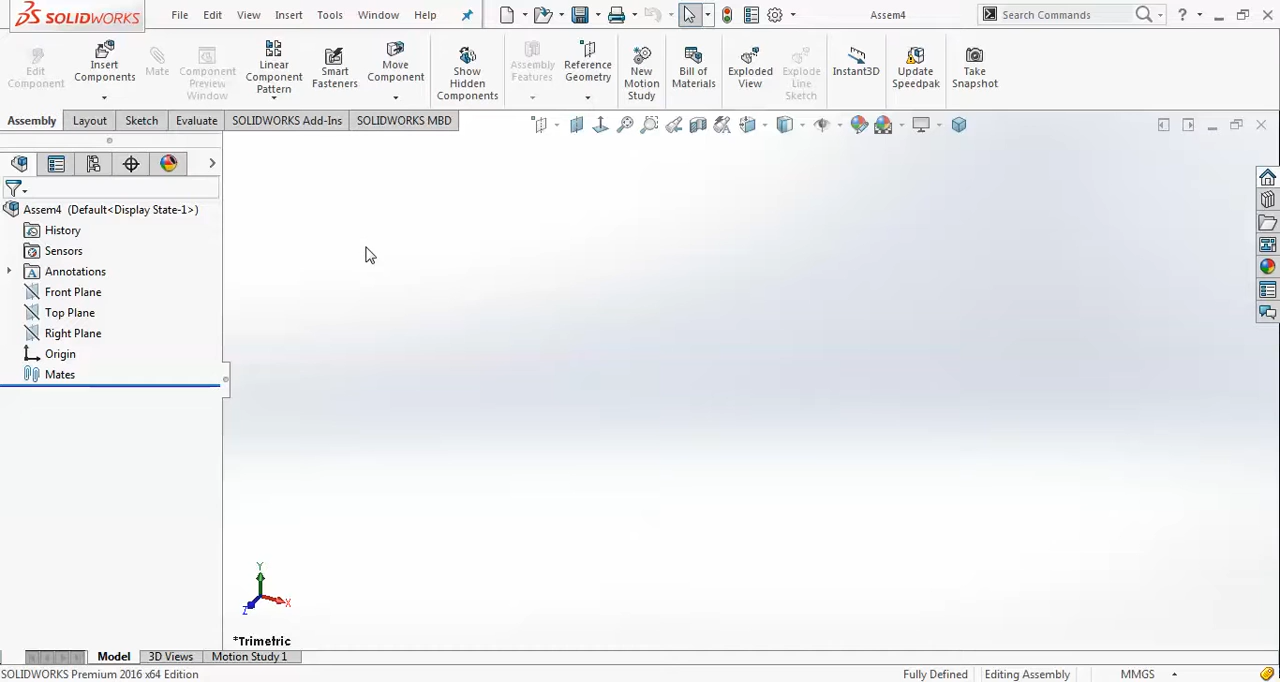 SOLIDWORKS File Edit View Insert Tools Window Help Assem4 Search Commands ?
Edit Component
Insert Components
Mate
Component Preview Window
Linear Component Pattern
Smart Fasteners
Move Component
Show Hidden Components
Assembly Features
Reference Geometry
New Motion Study
Bill of Materials
Exploded View
Explode Line Sketch
Instant3D
Update Speedpak
Take Snapshot
Assembly Layout Sketch Evaluate SOLIDWORKS Add-Ins SOLIDWORKS MBD
Assem4 (Default<Display State-1>)
History
Sensors
A Annotations
Front Plane
Top Plane
Right Plane
Origin
Mates
Y
X
Z
*Trimetric
Model 3D Views Motion Study 1
SOLIDWORKS Premium 2016 x64 Edition Fully Defined Editing Assembly MMGS